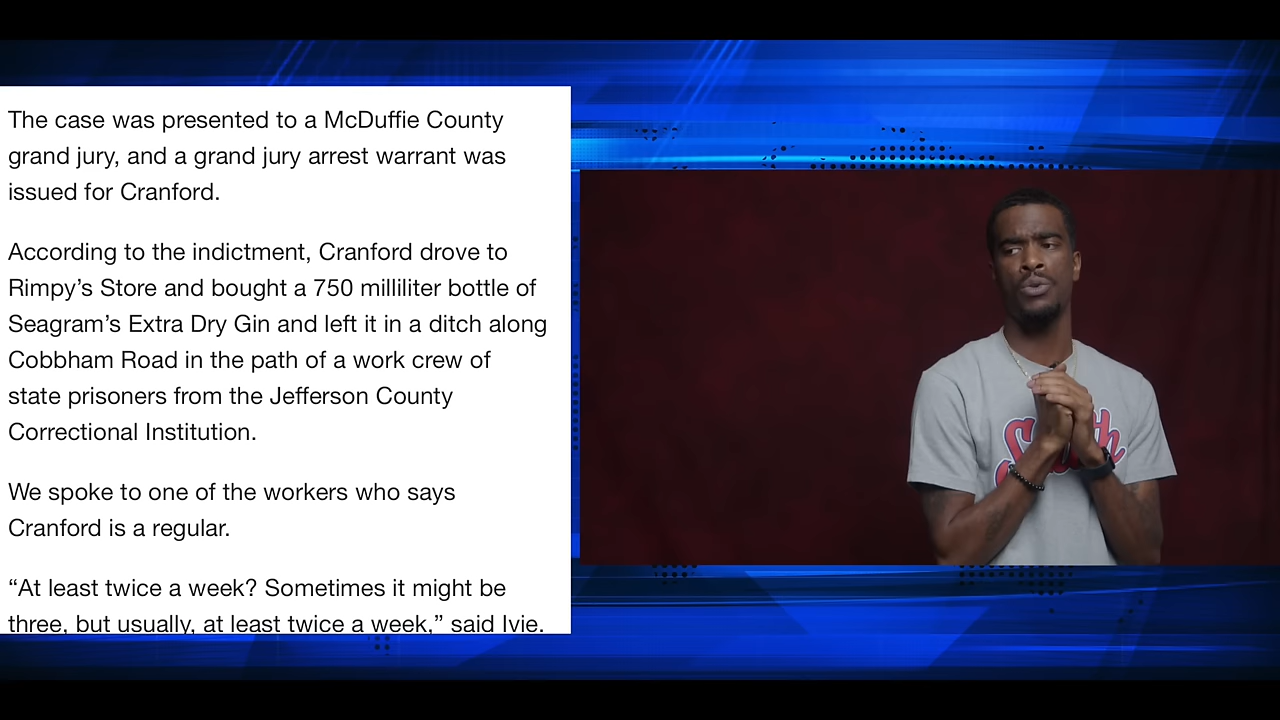 The case was presented to a McDuffie County
grand jury, and a grand jury arrest warrant was
issued for Cranford.
According to the indictment, Cranford drove to
Rimpy’s Store and bought a 750 milliliter bottle of
Seagram’s Extra Dry Gin and left it in a ditch along
Cobbham Road in the path of a work crew of
state prisoners from the Jefferson County
Correctional Institution.
We spoke to one of the workers who says
Cranford is a regular.
“At least twice a week? Sometimes it might be
three, but usually, at least twice a week,” said Ivie.